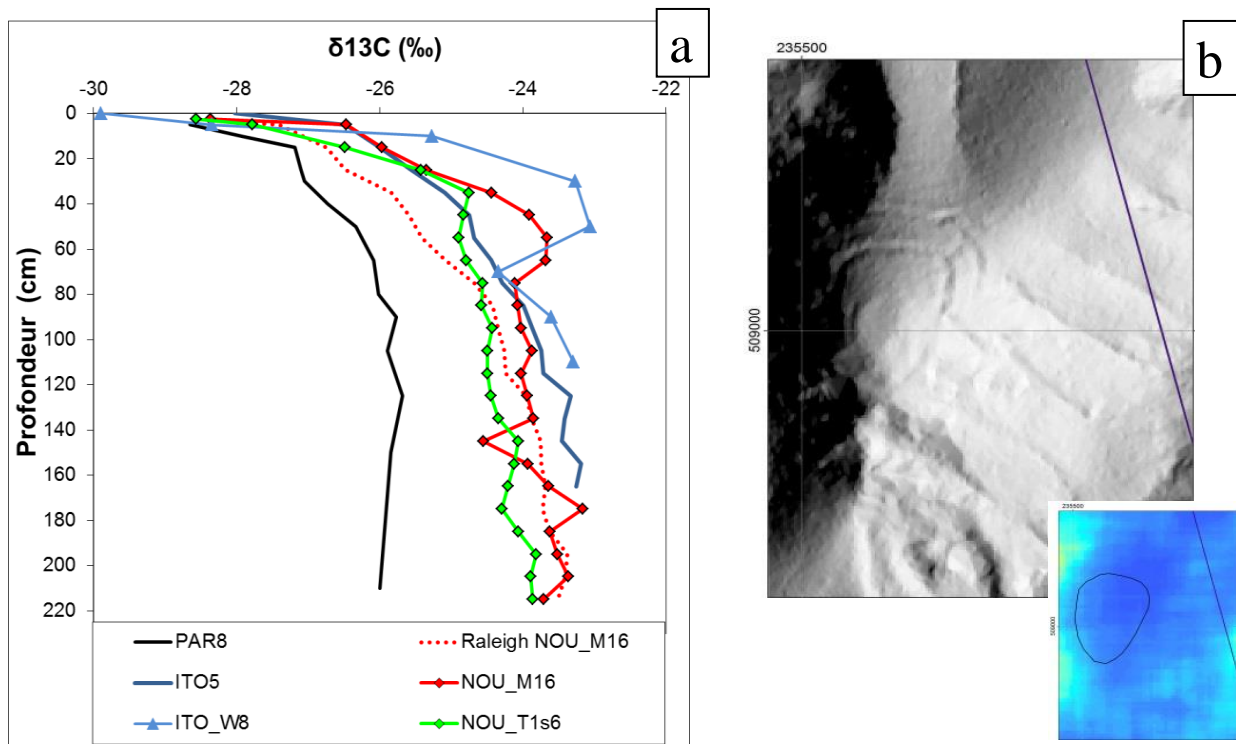 δ13C (‰)
a
-30
-28
-26
-24
-22
0
20
40
60
80
100
120
140
160
180
200
220
Profondeur (cm)
PAR8
Raleigh NOU_M16
ITO5
NOU_M16
ITO_W8
NOU_T1s6
b
235500
509000
235500
509000